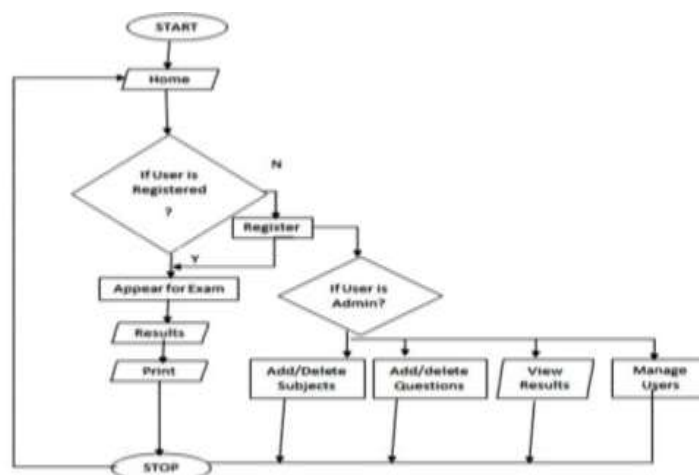 START
Home
If User is
Registered
?
N
Register
Y
Appear for Exam
If User is
Admin?
Results
Print
Add/Delete
Subjects
Add/delete
Questions
View
Results
Manage
Users
STOP